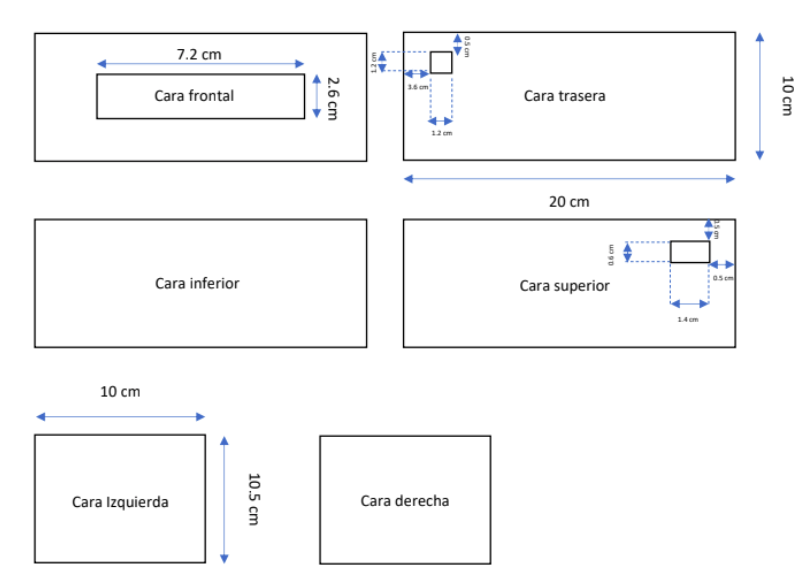 7.2 cm
Cara frontal
2.6 cm
1.2 cm
0.5 cm
3.6 cm
1.2 cm
Cara trasera
10 cm
20 cm
Cara inferior
0.5 cm
0.6 cm
Cara superior
0.5 cm
1.4 cm
10 cm
Cara Izquierda
10.5 cm
Cara derecha